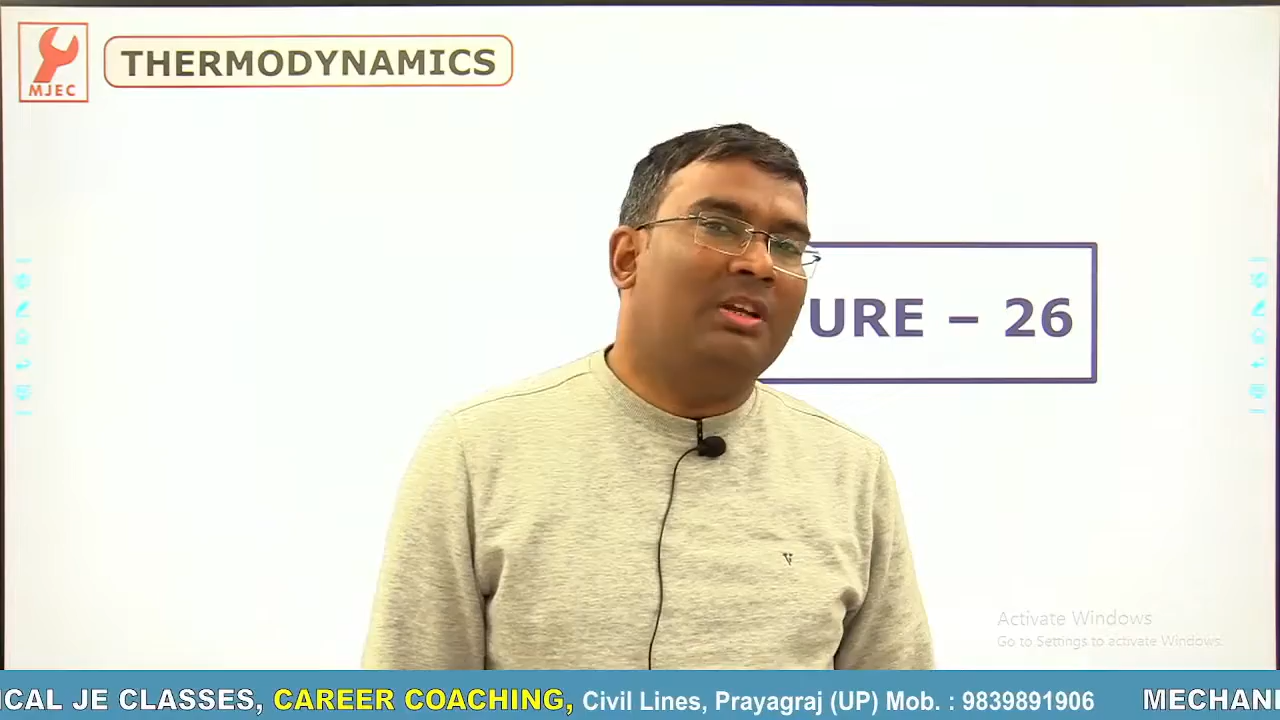 MJEC
THERMODYNAMICS
TURE – 26
Activate Windows
Go to Settings to activate Windows.
ICAL JE CLASSES, CAREER COACHING, Civil Lines, Prayagraj (UP) Mob. : 9839891906 MECHANI